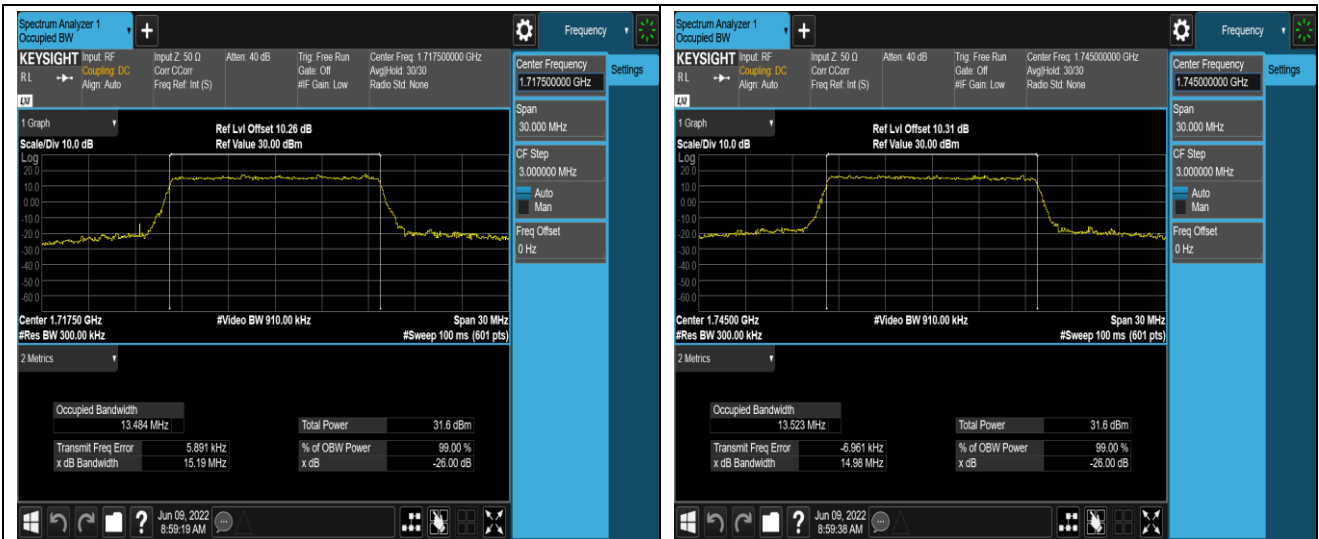 Spectrum Analyzer 1
Occupied BW
+
Frequency
KEYSIGHT
Input: RF
Coupling: DC
Align: Auto
Input Z: 50 Ω
Corr CCorr
Freq Ref: Int (S)
Atten: 40 dB
Trig: Free Run
Gate: Off
#IF Gain: Low
Center Freq: 1.717500000 GHz
Avg|Hold: 30/30
Radio Std: None
R L
LXI
Center Frequency
1.717500000 GHz
Settings
Span
30.000 MHz
CF Step
3.000000 MHz
Auto
Man
Freq Offset
0 Hz
1 Graph
Ref Lvl Offset 10.26 dB
Scale/Div 10.0 dB
Ref Value 30.00 dBm
Log
20.0
10.0
0.00
-10.0
-20.0
-30.0
-40.0
-50.0
-60.0
Center 1.71750 GHz
#Video BW 910.00 kHz
Span 30 MHz
#Res BW 300.00 kHz
#Sweep 100 ms (601 pts)
2 Metrics
Occupied Bandwidth
13.484 MHz
Total Power 31.6 dBm
Transmit Freq Error 5.891 kHz
% of OBW Power 99.00 %
x dB Bandwidth 15.19 MHz
x dB -26.00 dB
?
Jun 09, 2022
8:59:19 AM
Spectrum Analyzer 1
Occupied BW
+
Frequency
KEYSIGHT
Input: RF
Coupling: DC
Align: Auto
Input Z: 50 Ω
Corr CCorr
Freq Ref: Int (S)
Atten: 40 dB
Trig: Free Run
Gate: Off
#IF Gain: Low
Center Freq: 1.745000000 GHz
Avg|Hold: 30/30
Radio Std: None
R L
LXI
Center Frequency
1.745000000 GHz
Settings
Span
30.000 MHz
CF Step
3.000000 MHz
Auto
Man
Freq Offset
0 Hz
1 Graph
Ref Lvl Offset 10.31 dB
Scale/Div 10.0 dB
Ref Value 30.00 dBm
Log
20.0
10.0
0.00
-10.0
-20.0
-30.0
-40.0
-50.0
-60.0
Center 1.74500 GHz
#Video BW 910.00 kHz
Span 30 MHz
#Res BW 300.00 kHz
#Sweep 100 ms (601 pts)
2 Metrics
Occupied Bandwidth
13.523 MHz
Total Power 31.6 dBm
Transmit Freq Error -6.961 kHz
% of OBW Power 99.00 %
x dB Bandwidth 14.98 MHz
x dB -26.00 dB
?
Jun 09, 2022
8:59:38 AM